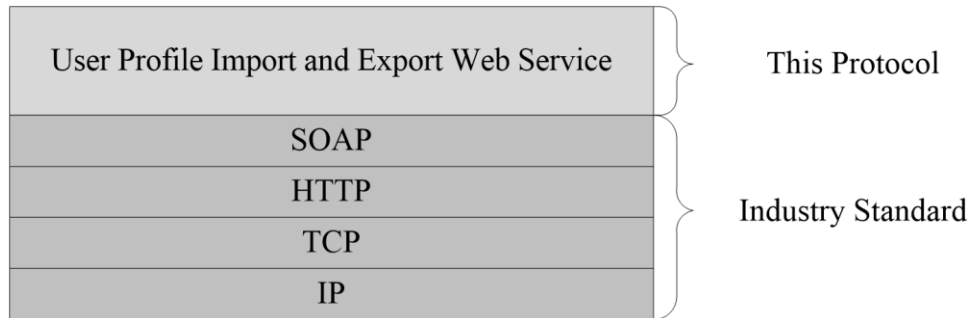 User Profile Import and Export Web Service
This Protocol
SOAP
HTTP
TCP
IP
Industry Standard